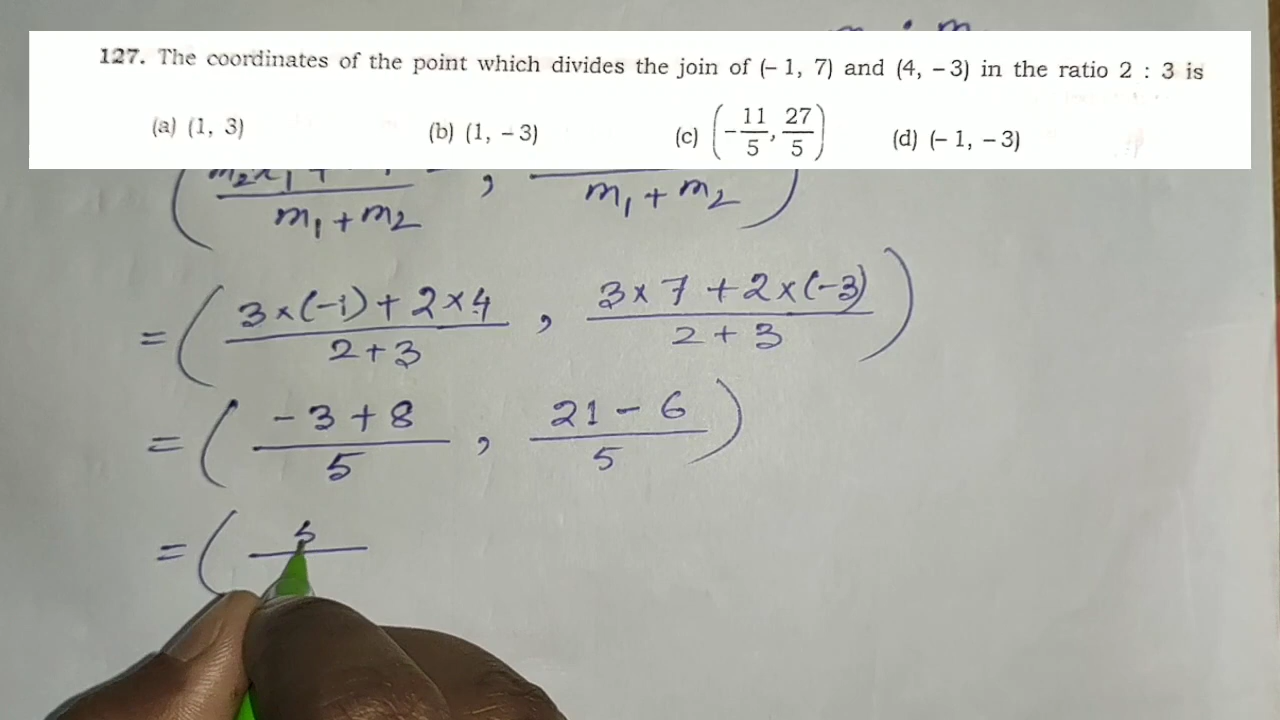 127. The coordinates of the point which divides the join of (– 1, 7) and (4, – 3) in the ratio 2 : 3 is
(a) (1, 3) (b) (1, – 3) (c) (–11/5, 27/5) (d) (– 1, – 3)
m₁ + m₂ , m₁ + m₂ )
= ( 3×(-1) + 2×4 / 2+3 , 3×7 + 2×(-3) / 2+3 )
= ( -3+8 / 5 , 21-6 / 5 )
= ( 5